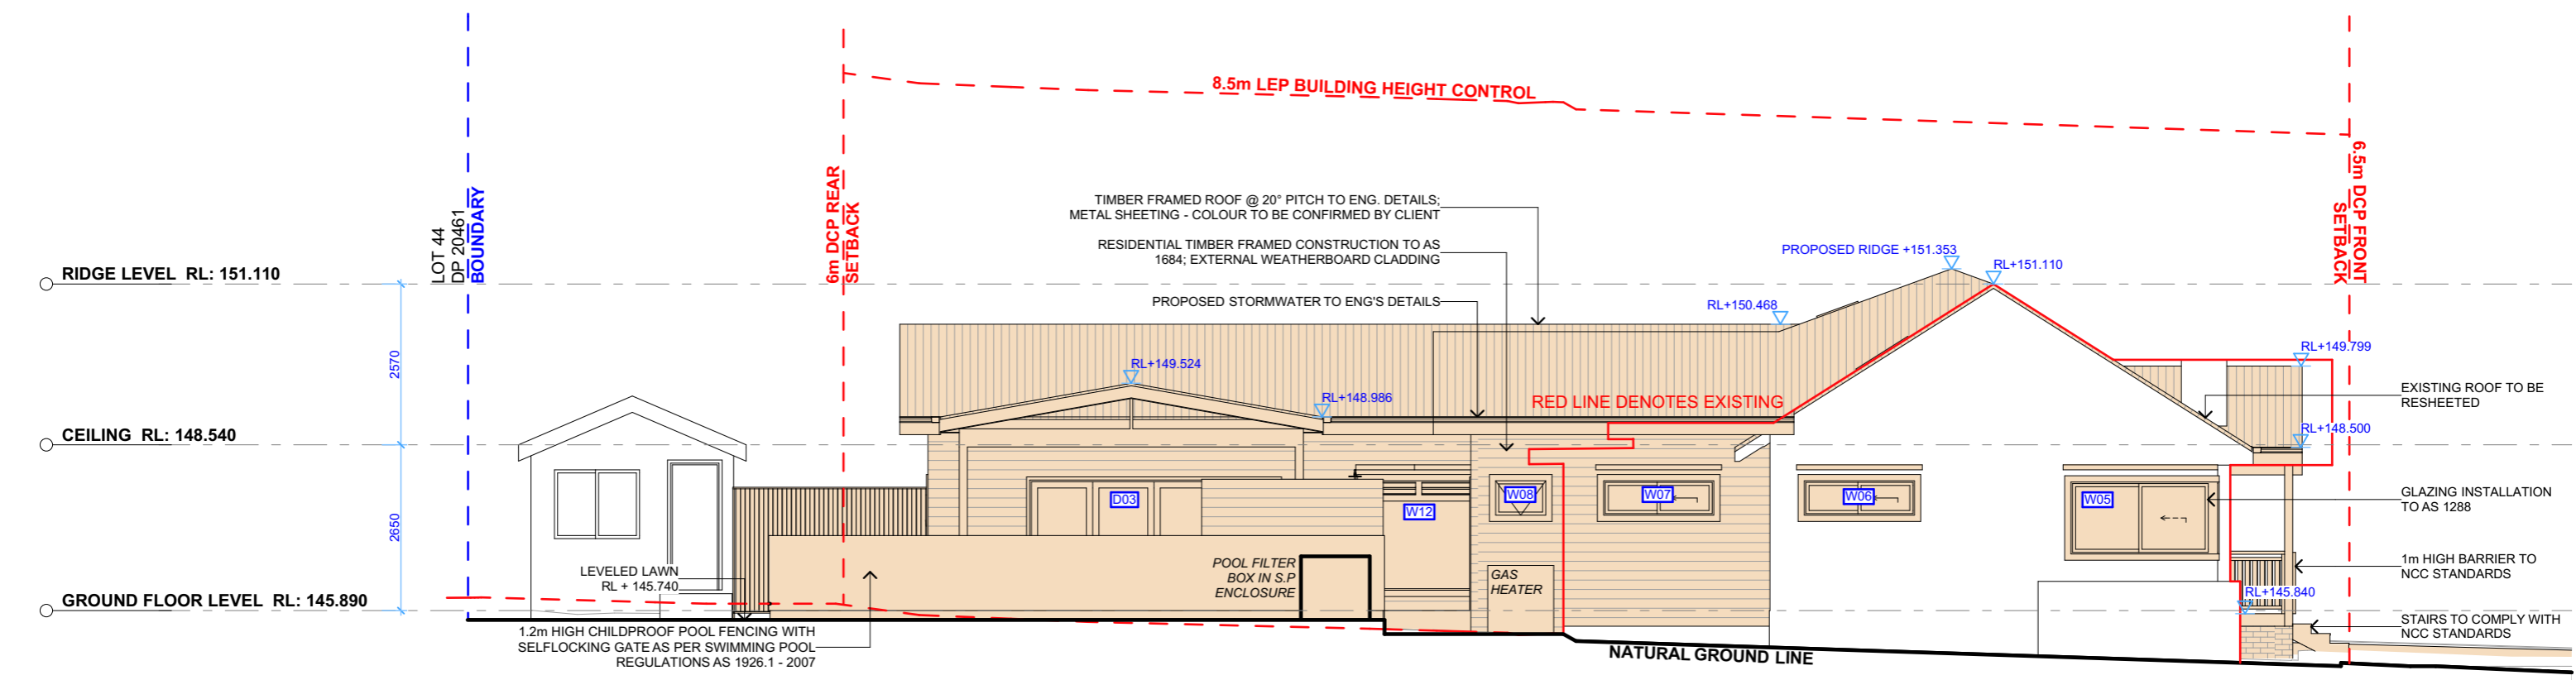 8.5m LEP BUILDING HEIGHT CONTROL
LOT 44
DP 20461
BOUNDARY
6m DCP REAR
SETBACK
6.5m DCP FRONT
SETBACK
TIMBER FRAMED ROOF @ 20° PITCH TO ENG. DETAILS;
METAL SHEETING - COLOUR TO BE CONFIRMED BY CLIENT
RESIDENTIAL TIMBER FRAMED CONSTRUCTION TO AS
1684; EXTERNAL WEATHERBOARD CLADDING
PROPOSED STORMWATER TO ENG'S DETAILS
PROPOSED RIDGE +151.353
RL+151.110
RIDGE LEVEL  RL: 151.110
RL+150.468
RL+149.799
2570
RL+149.524
RL+148.986
RED LINE DENOTES EXISTING
EXISTING ROOF TO BE
RESHEETED
CEILING  RL: 148.540
RL+148.500
2650
D03
W12
W08
W07
W06
W05
GLAZING INSTALLATION
TO AS 1288
LEVELED LAWN
RL + 145.740
POOL FILTER
BOX IN S.P
ENCLOSURE
GAS
HEATER
1m HIGH BARRIER TO
NCC STANDARDS
GROUND FLOOR LEVEL  RL: 145.890
RL+145.840
1.2m HIGH CHILDPROOF POOL FENCING WITH
SELFLOCKING GATE AS PER SWIMMING POOL
REGULATIONS AS 1926.1 - 2007
NATURAL GROUND LINE
STAIRS TO COMPLY WITH
NCC STANDARDS